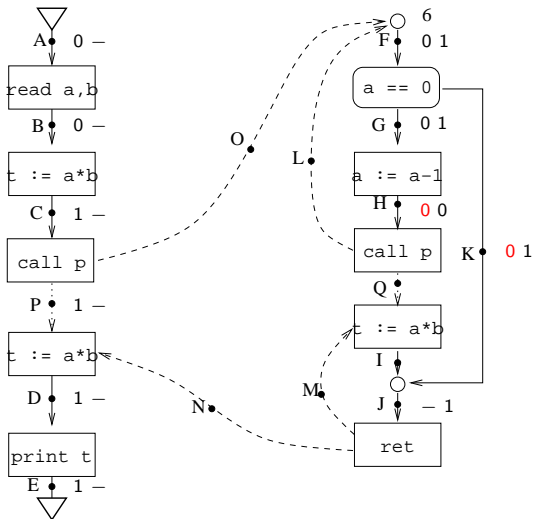 A 0 –
read a,b
B 0 –
t := a*b
C 1 –
call p
P 1 –
t := a*b
D 1 –
print t
E 1 –
O
L
N
M
6
F 0 1
a == 0
G 0 1
a := a-1
H 0 0
call p
K 0 1
Q
t := a*b
I
J – 1
ret